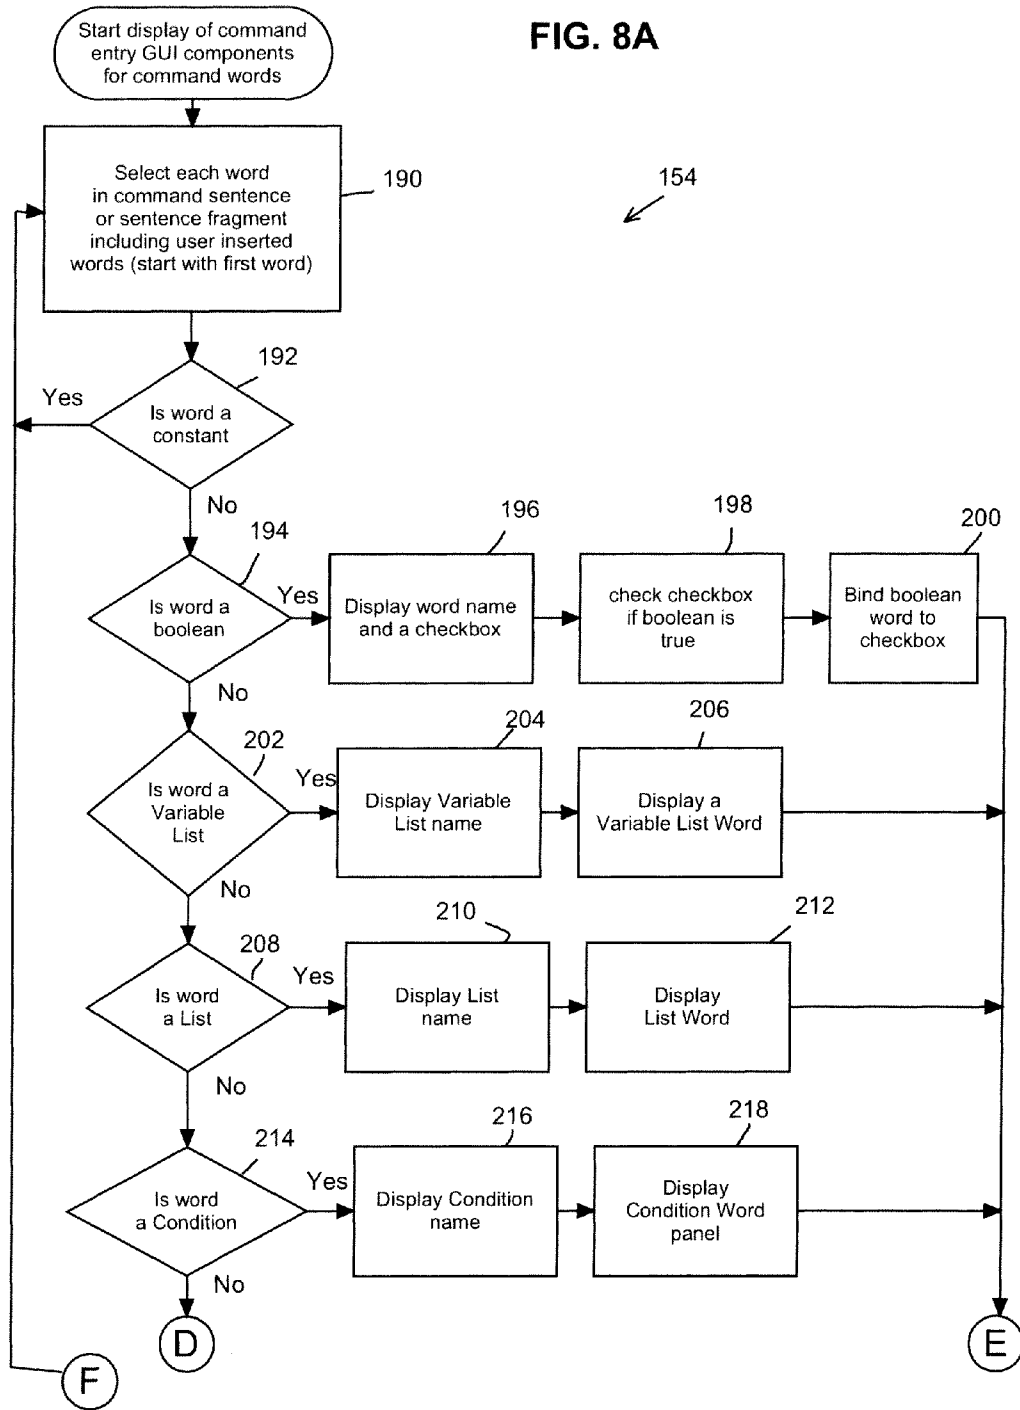 Start display of command
entry GUI components
for command words
FIG. 8A
Select each word
in command sentence
or sentence fragment
including user inserted
words (start with first word)
190
154
192
Yes
Is word a
constant
No
194
196
198
200
Is word a
boolean
Yes
Display word name
and a checkbox
check checkbox
if boolean is
true
Bind boolean
word to
checkbox
No
202
204
206
Is word a
Variable
List
Yes
Display Variable
List name
Display a
Variable List Word
No
208
210
212
Is word
a List
Yes
Display List
name
Display
List Word
No
214
216
218
Is word
a Condition
Yes
Display Condition
name
Display
Condition Word
panel
No
D
E
F